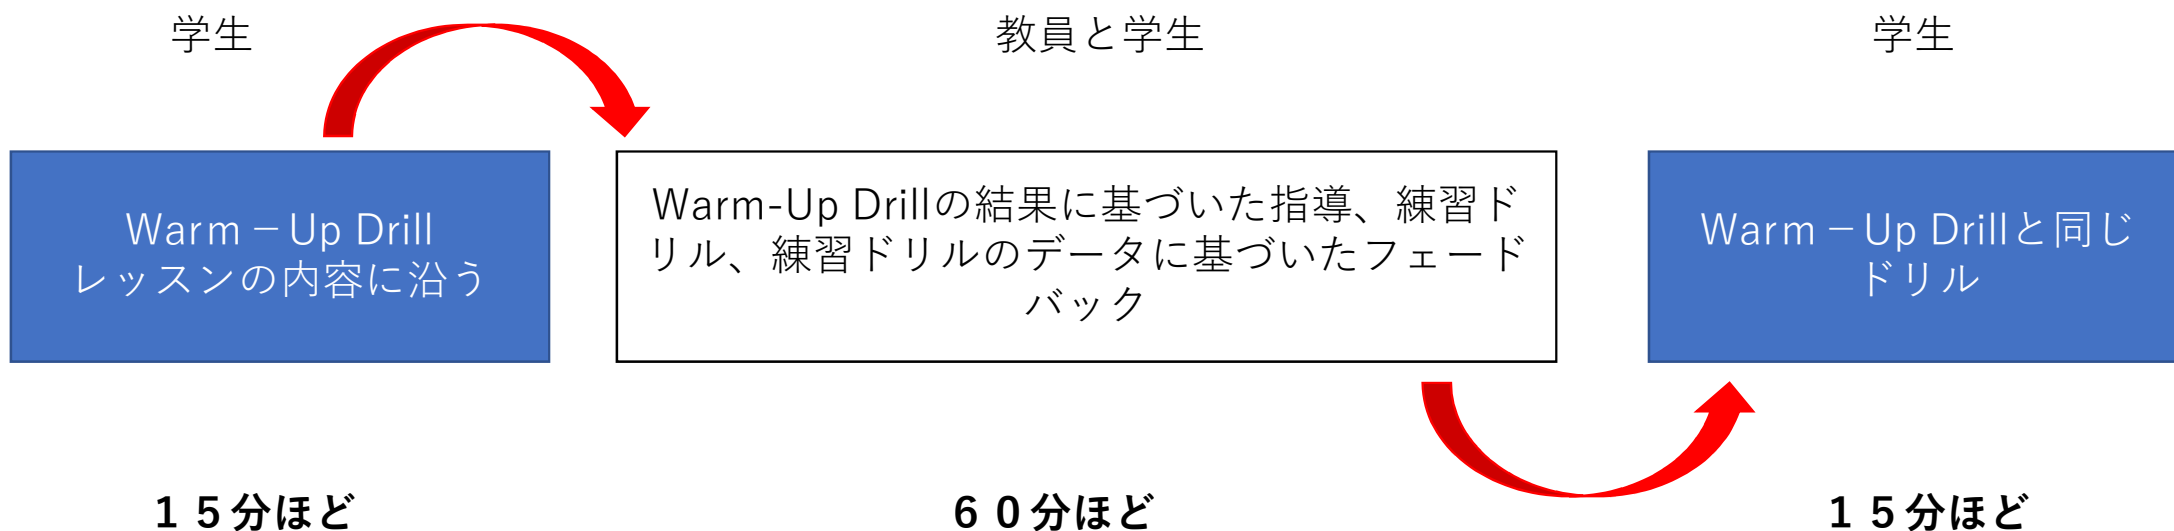 学生
教員と学生
学生
Warm－Up Drill
レッスンの内容に沿う
Warm-Up Drillの結果に基づいた指導、練習ド
リル、練習ドリルのデータに基づいたフェード
バック
Warm－Up Drillと同じ
ドリル
１５分ほど
６０分ほど
１５分ほど